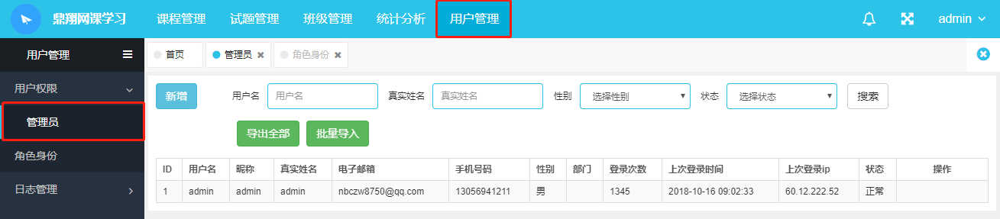 鼎翔网课学习 课程管理 试题管理 班级管理 统计分析 用户管理 admin
用户管理 首页 管理员 角色身份
用户权限
新增 用户名 用户名 真实姓名 真实姓名 性别 选择性别 状态 选择状态 搜索
管理员
导出全部 批量导入
角色身份
ID 用户名 昵称 真实姓名 电子邮箱 手机号码 性别 部门 登录次数 上次登录时间 上次登录ip 状态 操作
日志管理
1 admin admin admin nbczw8750@qq.com 13056941211 男 1345 2018-10-16 09:02:33 60.12.222.52 正常